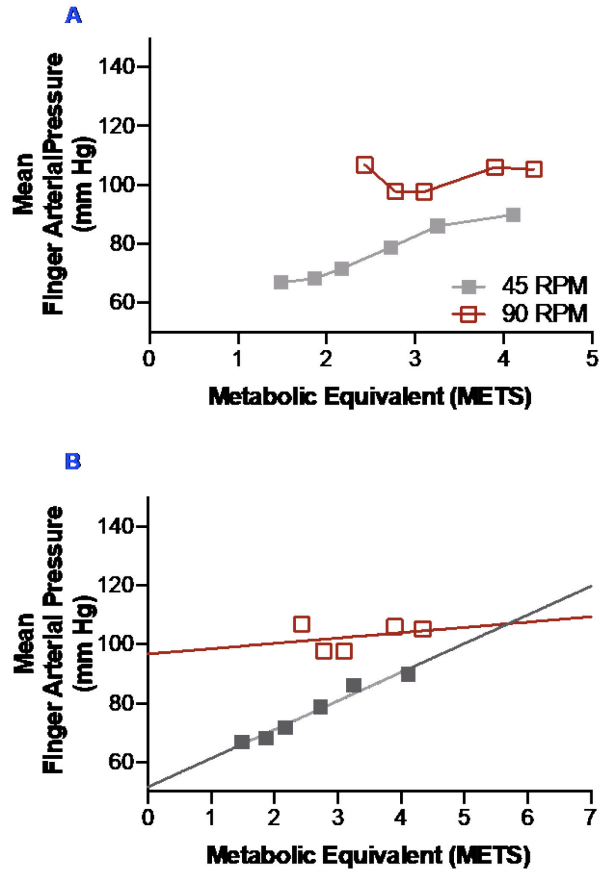 A
140
120
100
80
60
Mean
FInger ArterIalPressure
(mm Hg)
45 RPM
90 RPM
0 1 2 3 4 5
Metabolic Equivalent (METS)
B
140
120
100
80
60
Mean
FInger ArterIal Pressure
(mm Hg)
0 1 2 3 4 5 6 7
Metabolic Equivalent (METS)